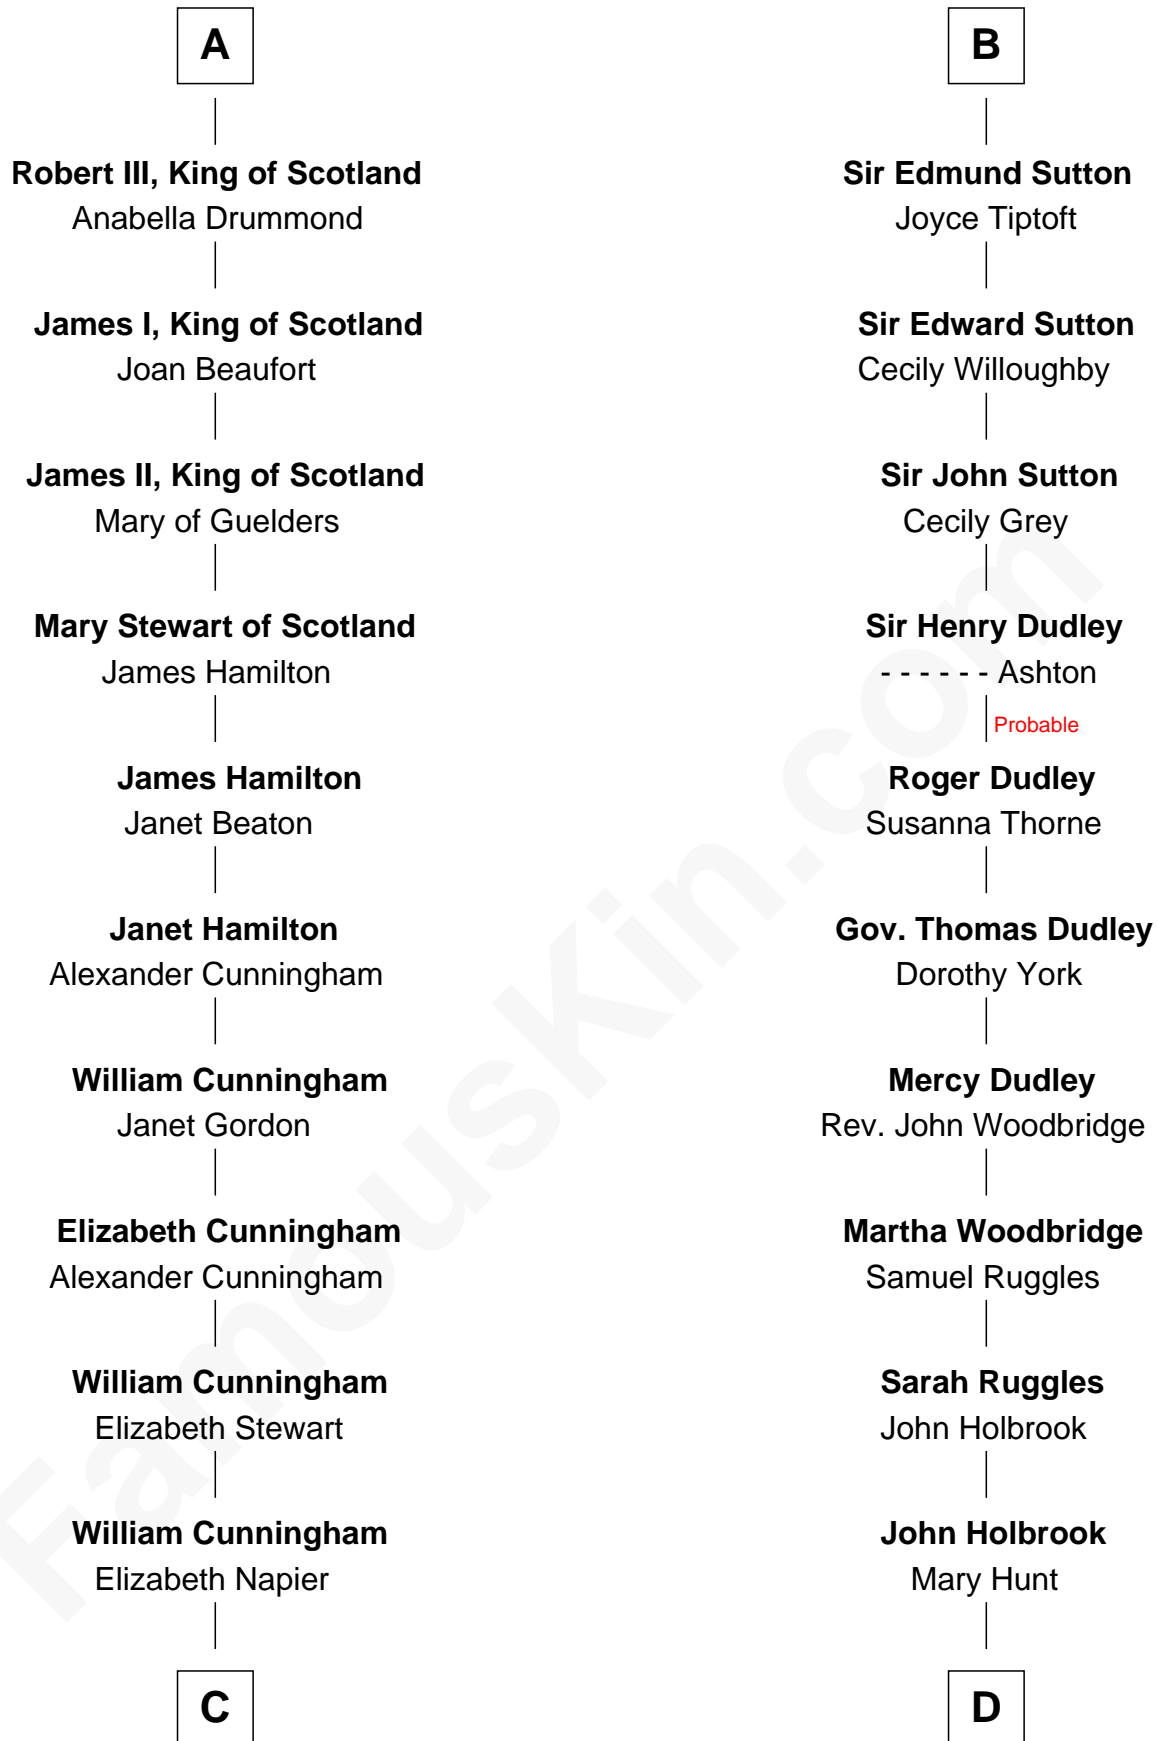 A
Robert III, King of Scotland
Anabella Drummond
James I, King of Scotland
Joan Beaufort
James II, King of Scotland
Mary of Guelders
Mary Stewart of Scotland
James Hamilton
James Hamilton
Janet Beaton
Janet Hamilton
Alexander Cunningham
William Cunningham
Janet Gordon
Elizabeth Cunningham
Alexander Cunningham
William Cunningham
Elizabeth Stewart
William Cunningham
Elizabeth Napier
C
B
Sir Edmund Sutton
Joyce Tiptoft
Sir Edward Sutton
Cecily Willoughby
Sir John Sutton
Cecily Grey
Sir Henry Dudley
- - - - - - Ashton
Probable
Roger Dudley
Susanna Thorne
Gov. Thomas Dudley
Dorothy York
Mercy Dudley
Rev. John Woodbridge
Martha Woodbridge
Samuel Ruggles
Sarah Ruggles
John Holbrook
John Holbrook
Mary Hunt
D
FamousKin.com